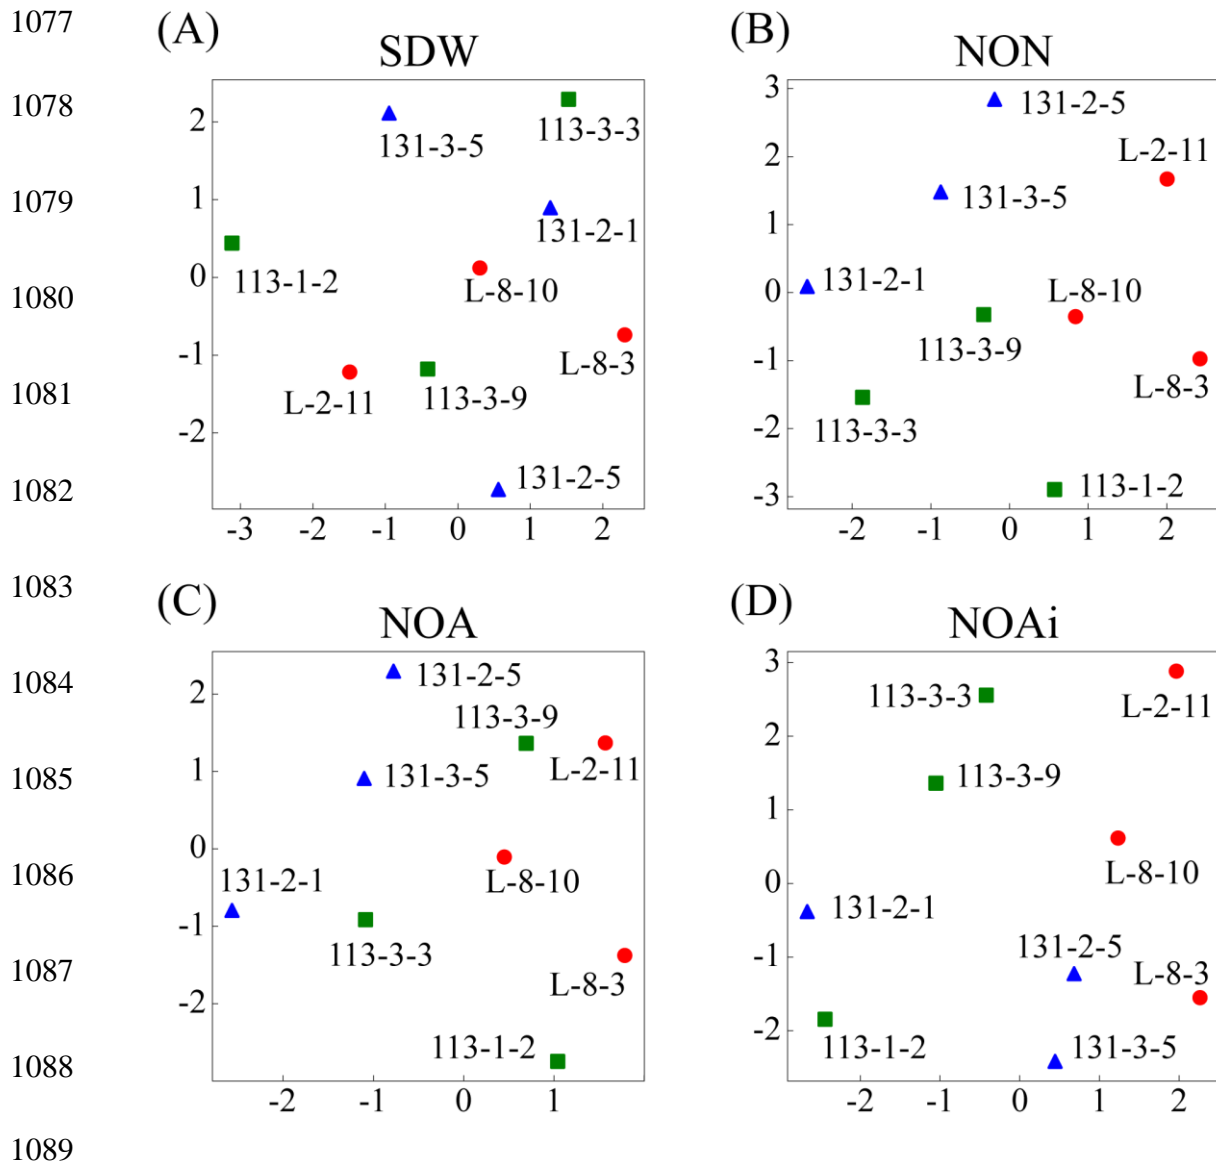 1077
(A)
SDW
(B)
NON
1078
2
131-3-5
113-3-3
3
131-2-5
2
L-2-11
1079
1
131-2-1
1
131-3-5
113-1-2
0
L-8-10
1080
0
131-2-1
L-8-10
-1
L-8-3
113-3-9
-1
L-8-3
1081
L-2-11
113-3-9
-2
-2
113-3-3
1082
131-2-5
-3
113-1-2
-3 -2 -1 0 1 2
-2 -1 0 1 2
1083
(C)
NOA
(D)
NOAi
1084
2
131-2-5
113-3-9
3
113-3-3
L-2-11
2
1085
1
131-3-5
L-2-11
1
113-3-9
0
L-8-10
1086
131-2-1
L-8-10
0
131-2-1
-1
113-3-3
131-2-5
1087
L-8-3
-1
L-8-3
-2
-2
113-1-2
131-3-5
1088
113-1-2
-2 -1 0 1
-2 -1 0 1 2
1089